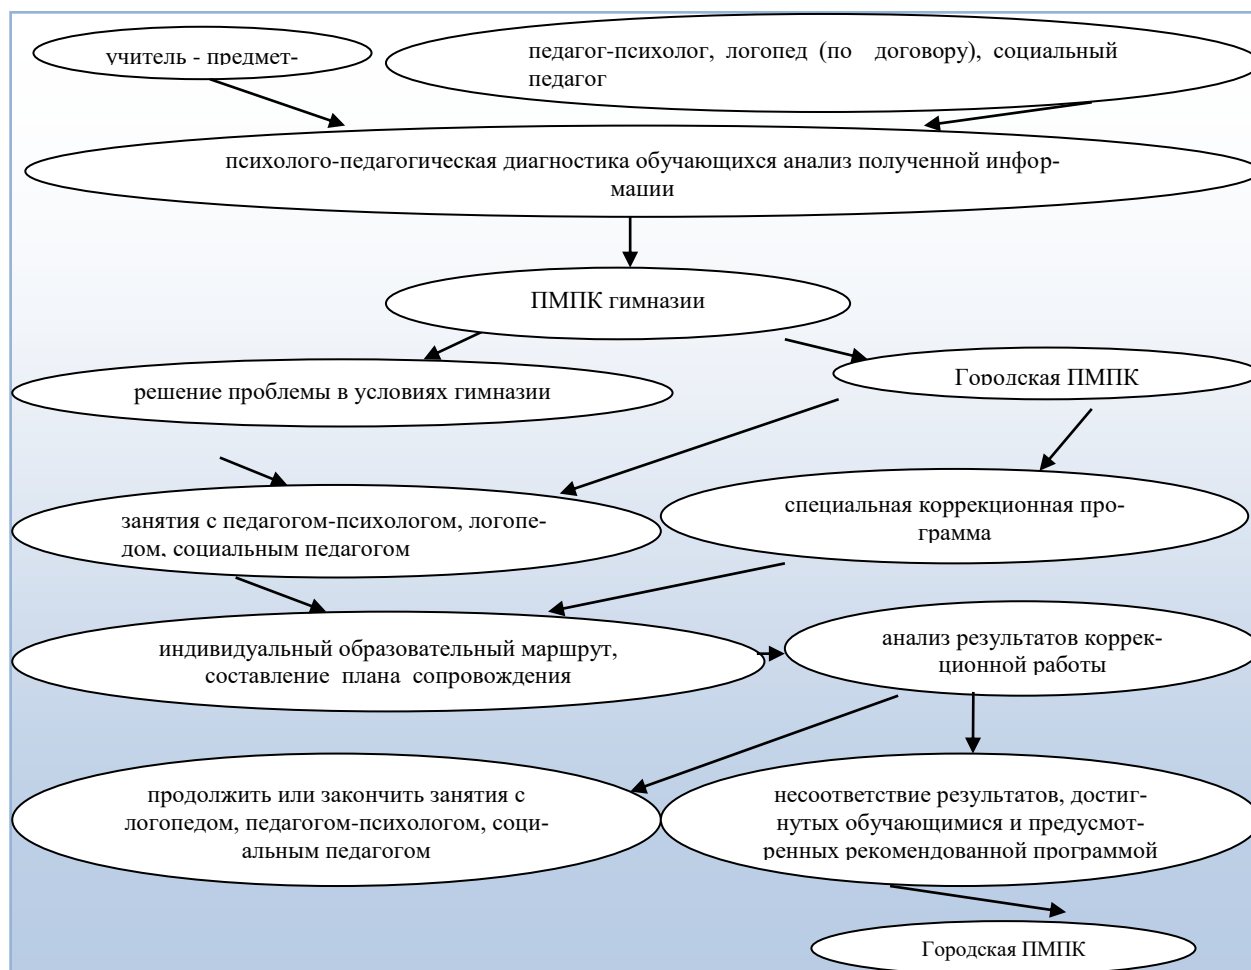 учитель - предмет-
педагог-психолог, логопед (по договору), социальный
педагог
психолого-педагогическая диагностика обучающихся анализ полученной инфор-
мации
ПМПК гимназии
решение проблемы в условиях гимназии
Городская ПМПК
занятия с педагогом-психологом, логопе-
дом, социальным педагогом
специальная коррекционная про-
грамма
индивидуальный образовательный маршрут,
составление плана сопровождения
анализ результатов коррек-
ционной работы
продолжить или закончить занятия с
логопедом, педагогом-психологом, соци-
альным педагогом
несоответствие результатов, достиг-
нутых обучающимися и предусмот-
ренных рекомендованной программой
Городская ПМПК